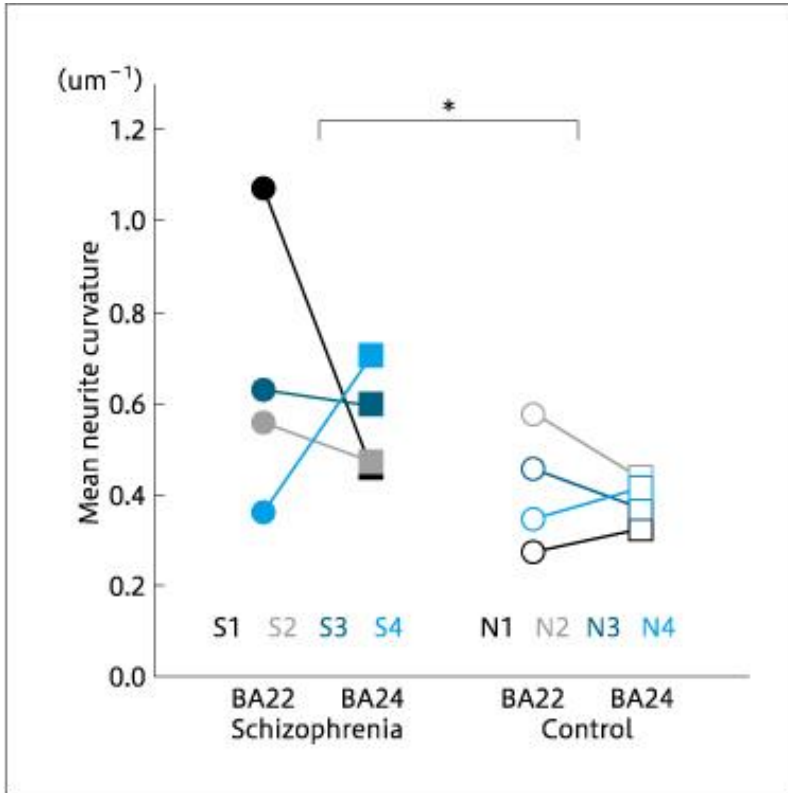 (um⁻¹)
*
1.2
1.0
0.8
0.6
0.4
0.2
0.0
Mean neurite curvature
S1 S2 S3 S4 N1 N2 N3 N4
BA22 BA24 BA22 BA24
Schizophrenia Control